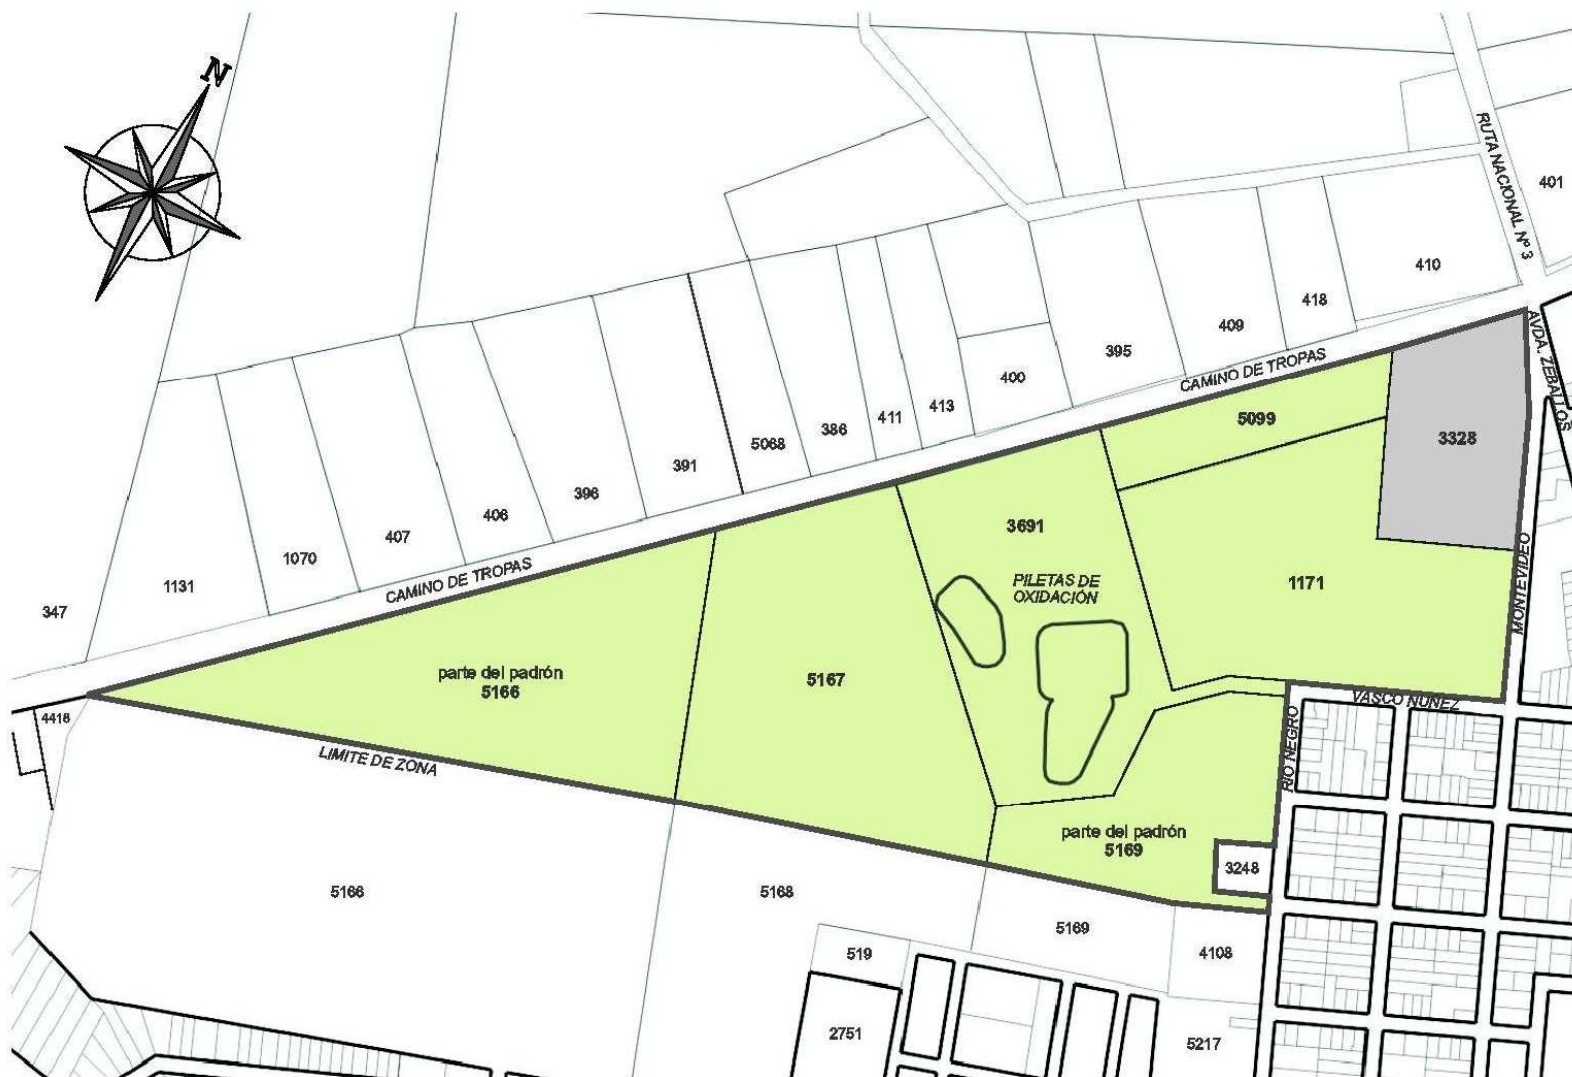 N
RUTA NACIONAL Nº 3
401
410
418
409
395
400
413
411
386
5068
391
396
406
407
1070
1131
347
CAMINO DE TROPAS
CAMINO DE TROPAS
AVDA. ZEBALLOS
5099
3328
3691
PILETAS DE
OXIDACIÓN
1171
MONTEVIDEO
parte del padrón
5166
5167
VASCO NUÑEZ
RIO NEGRO
4418
LIMITE DE ZONA
parte del padrón
5169
3248
5166
5168
5169
519
4108
2751
5217